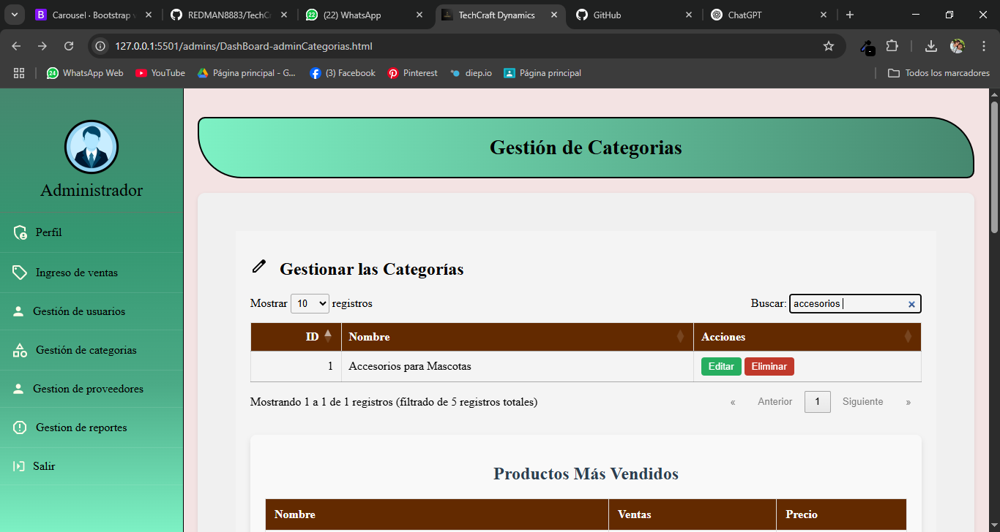 Carousel · Bootstrap
REDMAN8883/TechCr
(22) WhatsApp
TechCraft Dynamics
GitHub
ChatGPT
127.0.0.1:5501/admins/DashBoard-adminCategorias.html
WhatsApp Web
YouTube
Página principal - G...
(3) Facebook
Pinterest
diep.io
Página principal
Todos los marcadores
Administrador
Perfil
Ingreso de ventas
Gestión de usuarios
Gestión de categorias
Gestion de proveedores
Gestion de reportes
Salir
Gestión de Categorias
Gestionar las Categorías
Mostrar 10 registros
Buscar: accesorios
ID Nombre Acciones
1 Accesorios para Mascotas Editar Eliminar
Mostrando 1 a 1 de 1 registros (filtrado de 5 registros totales)
« Anterior 1 Siguiente »
Productos Más Vendidos
Nombre Ventas Precio